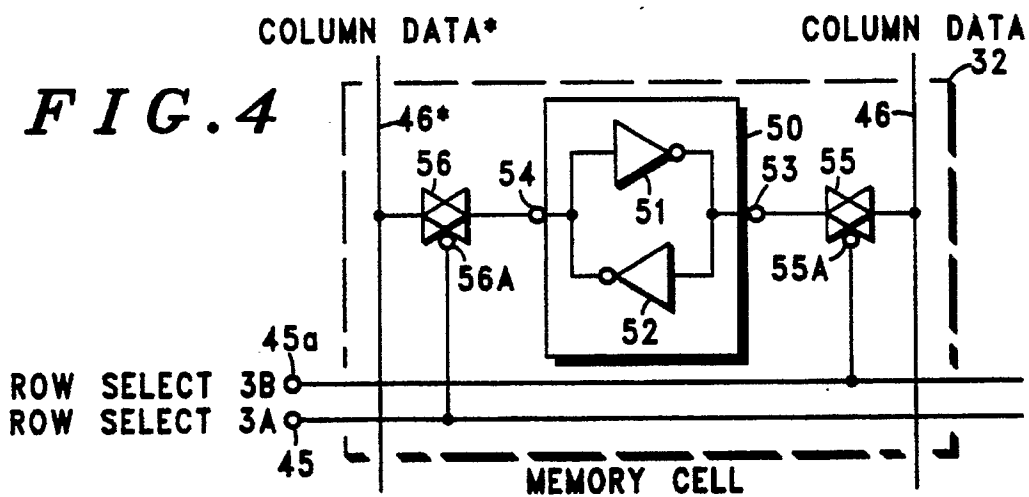 COLUMN DATA* COLUMN DATA
32
FIG.4
46* 46
50
56 54 53 55
51
56A 55A
52
45a
ROW SELECT 3B
ROW SELECT 3A
45
MEMORY CELL